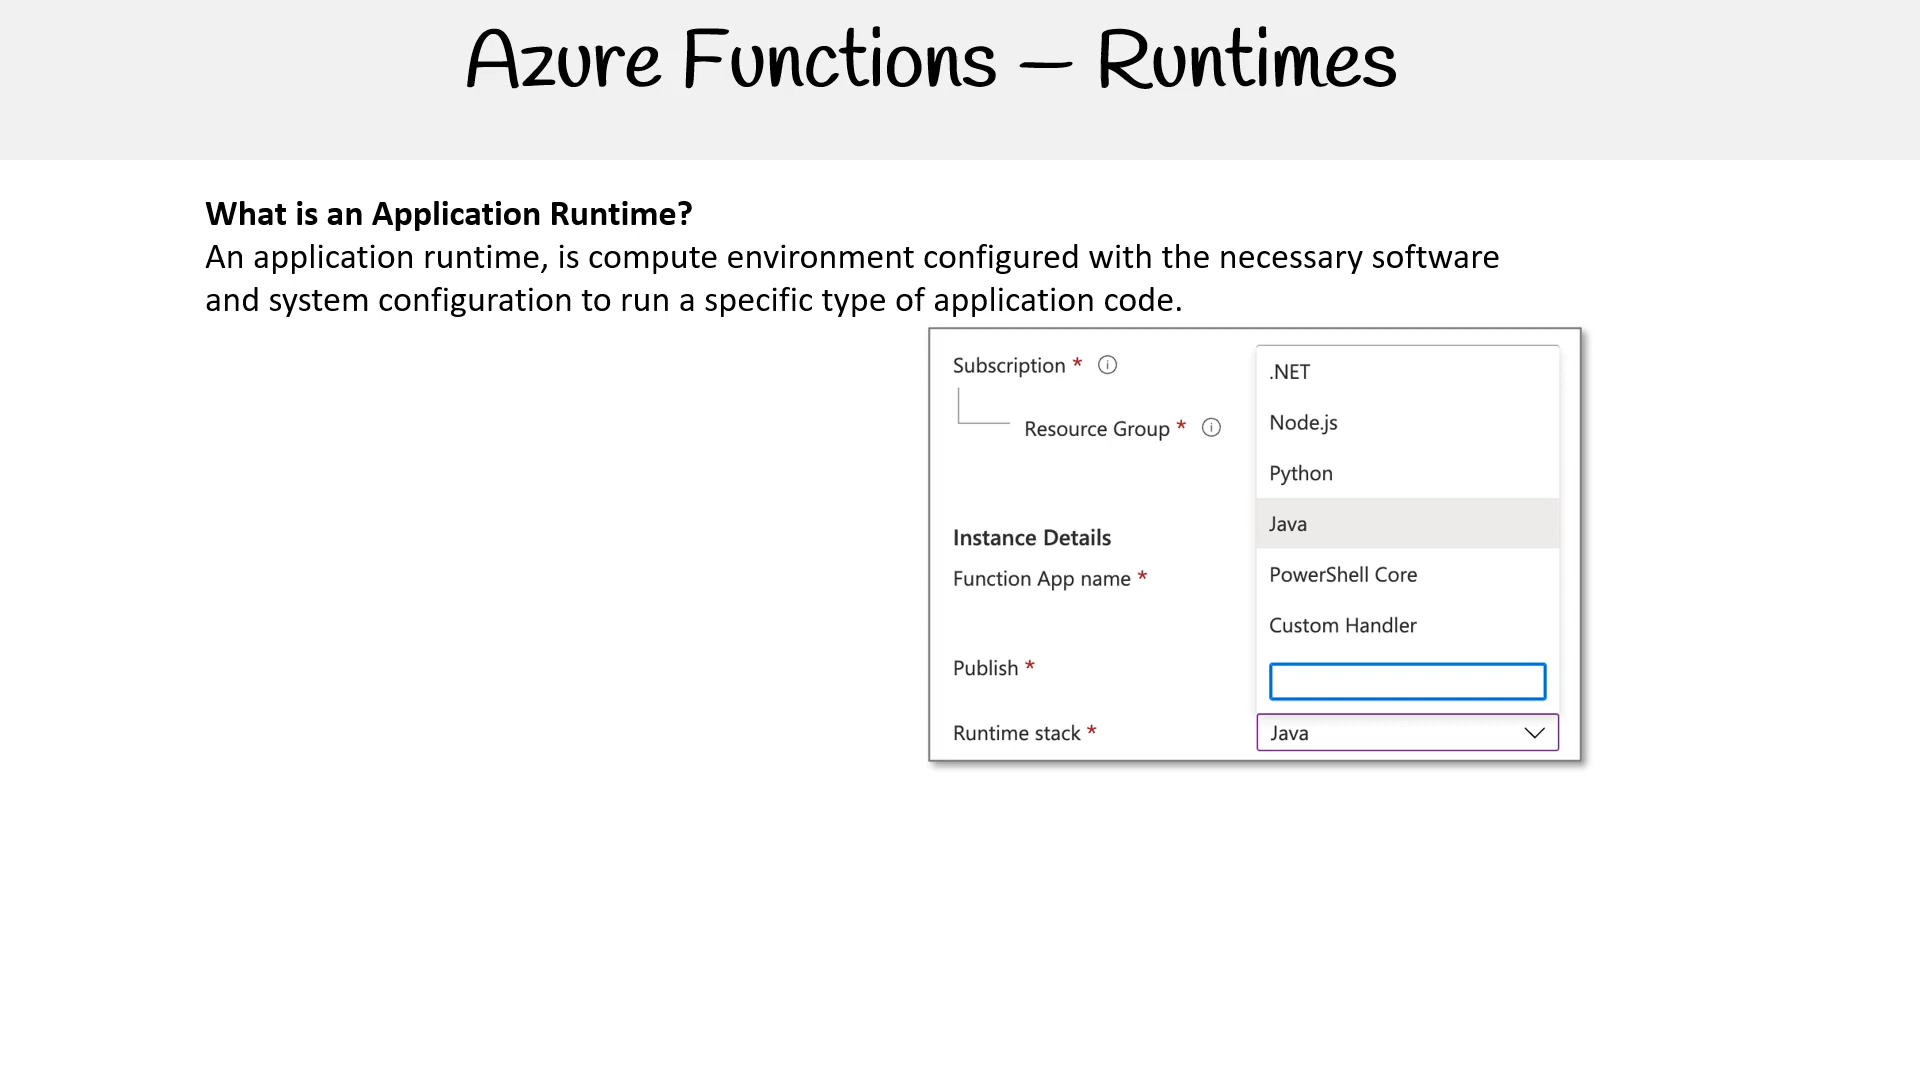 Azure Functions — Runtimes
What is an Application Runtime?
An application runtime, is compute environment configured with the necessary software
and system configuration to run a specific type of application code.
Subscription *
Resource Group *
Instance Details
Function App name *
Publish *
Runtime stack *
.NET
Node.js
Python
Java
PowerShell Core
Custom Handler
Java